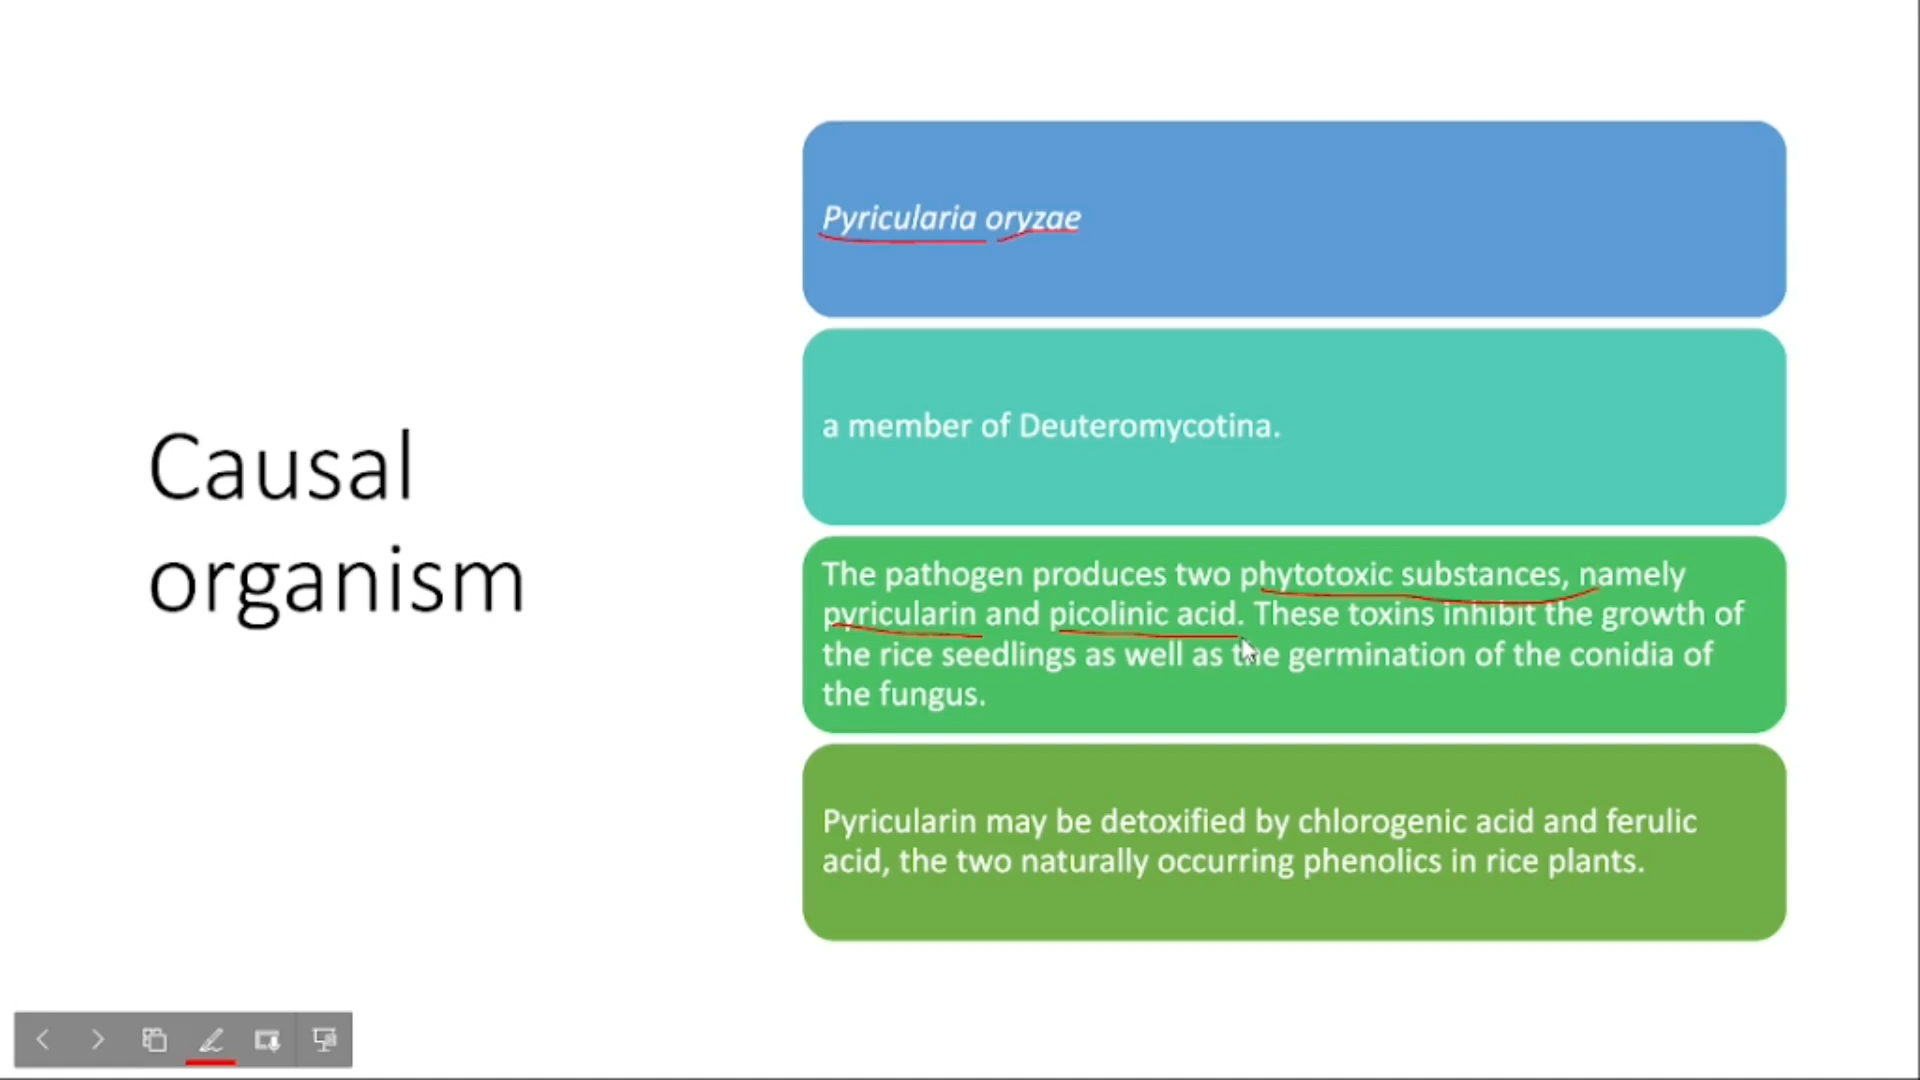 Causal
organism
Pyricularia oryzae
a member of Deuteromycotina.
The pathogen produces two phytotoxic substances, namely
pyricularin and picolinic acid. These toxins inhibit the growth of
the rice seedlings as well as the germination of the conidia of
the fungus.
Pyricularin may be detoxified by chlorogenic acid and ferulic
acid, the two naturally occurring phenolics in rice plants.